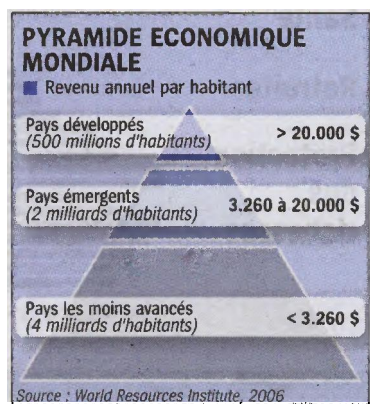 PYRAMIDE ECONOMIQUE
MONDIALE
Revenu annuel par habitant
Pays développés
(500 millions d'habitants)
> 20.000 $
Pays émergents
(2 milliards d'habitants)
3.260 à 20.000 $
Pays les moins avancés
(4 milliards d'habitants)
< 3.260 $
Source : World Resources Institute, 2006